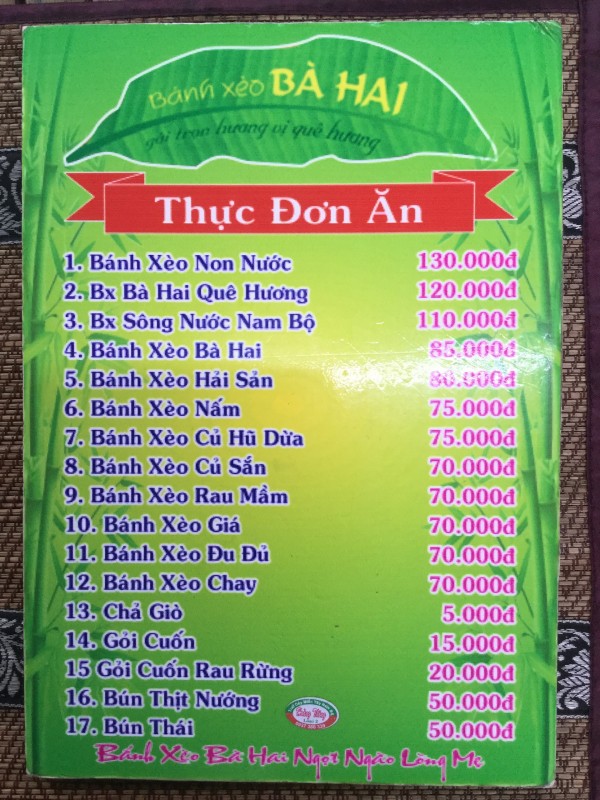 Bánh xèo BÀ HAI
gói trọn hương vị quê hương
Thực Đơn Ăn
1. Bánh Xèo Non Nước 130.000đ
2. Bx Bà Hai Quê Hương 120.000đ
3. Bx Sông Nước Nam Bộ 110.000đ
4. Bánh Xèo Bà Hai 85.000đ
5. Bánh Xèo Hải Sản 80.000đ
6. Bánh Xèo Nấm 75.000đ
7. Bánh Xèo Củ Hũ Dừa 75.000đ
8. Bánh Xèo Củ Sắn 70.000đ
9. Bánh Xèo Rau Mầm 70.000đ
10. Bánh Xèo Giá 70.000đ
11. Bánh Xèo Đu Đủ 70.000đ
12. Bánh Xèo Chay 70.000đ
13. Chả Giò 5.000đ
14. Gỏi Cuốn 15.000đ
15 Gỏi Cuốn Rau Rừng 20.000đ
16. Bún Thịt Nướng 50.000đ
17. Bún Thái 50.000đ
Bánh Xèo Bà Hai Ngọt Ngào Lòng Mẹ